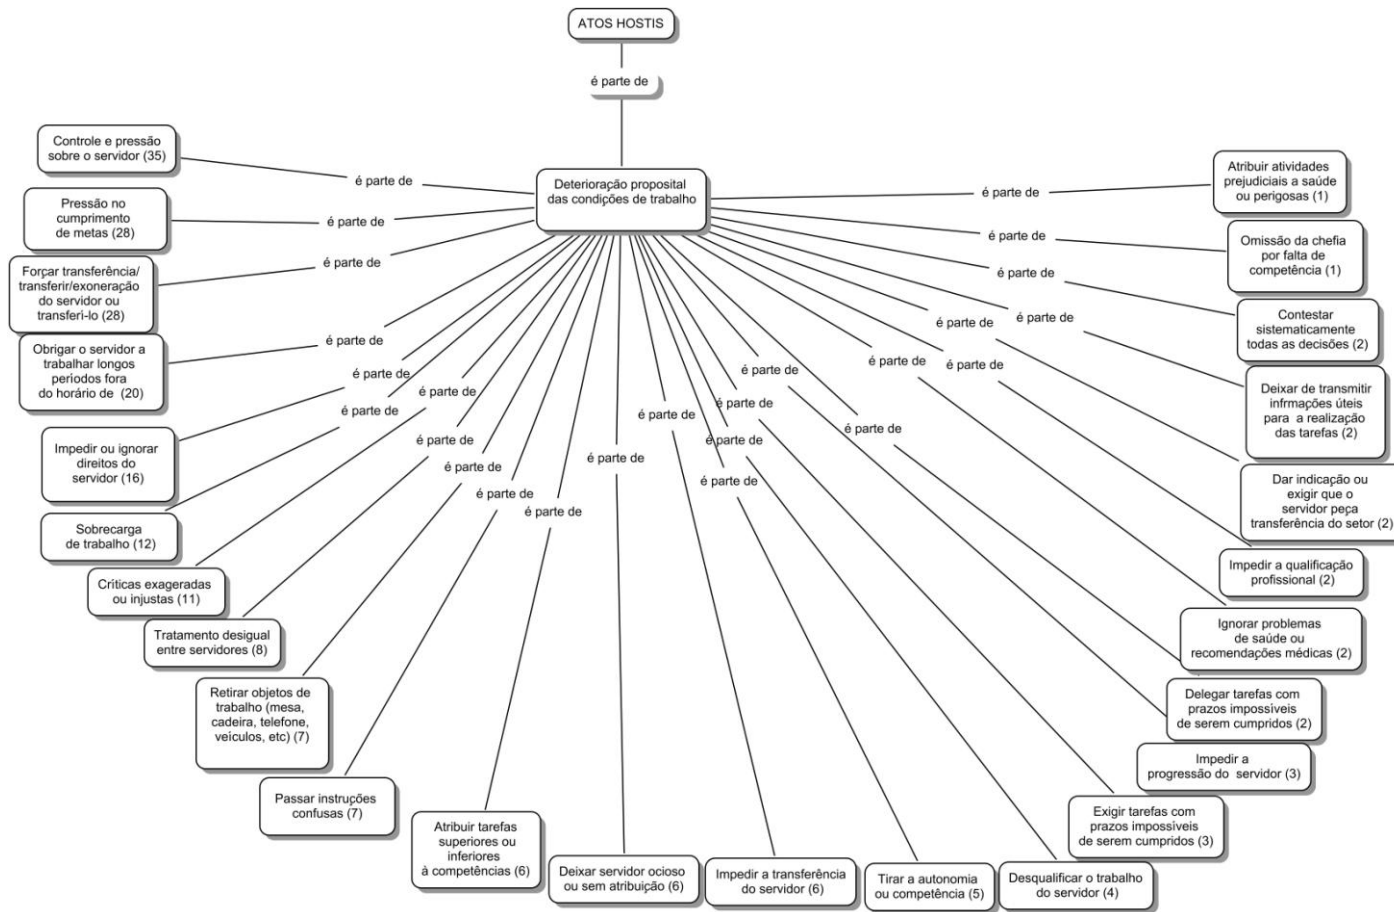 ATOS HOSTIS
é parte de
Deterioração proposital
das condições de trabalho
Controle e pressão
sobre o servidor (35)
é parte de
Pressão no
cumprimento
de metas (28)
é parte de
Forçar transferência/
transferir/exoneração
do servidor ou
transferí-lo (28)
é parte de
Obrigar o servidor a
trabalhar longos
períodos fora
do horário de  (20)
é parte de
Impedir ou ignorar
direitos do
servidor (16)
é parte de
Sobrecarga
de trabalho (12)
é parte de
Críticas exageradas
ou injustas (11)
é parte de
Tratamento desigual
entre servidores (8)
é parte de
Retirar objetos de
trabalho (mesa,
cadeira, telefone,
veículos, etc) (7)
é parte de
Passar instruções
confusas (7)
é parte de
Atribuir tarefas
superiores ou
inferiores
à competências (6)
é parte de
Deixar servidor ocioso
ou sem atribuição (6)
é parte de
Impedir a transferência
do servidor (6)
é parte de
Tirar a autonomia
ou competência (5)
é parte de
Desqualificar o trabalho
do servidor (4)
é parte de
Exigir tarefas com
prazos impossíveis
de serem cumpridos (3)
é parte de
Impedir a
progressão do  servidor (3)
é parte de
Delegar tarefas com
prazos impossíveis
de serem cumpridos (2)
é parte de
Ignorar problemas
de saúde ou
recomendações médicas (2)
é parte de
Impedir a qualificação
profissional (2)
é parte de
Dar indicação ou
exigir que o
servidor peça
transferência do setor (2)
é parte de
Deixar de transmitir
infrmações úteis
para  a realização
das tarefas (2)
é parte de
Contestar
sistematicamente
todas as decisões (2)
é parte de
Omissão da chefia
por falta de
competência (1)
é parte de
Atribuir atividades
prejudiciais a saúde
ou perigosas (1)
é parte de